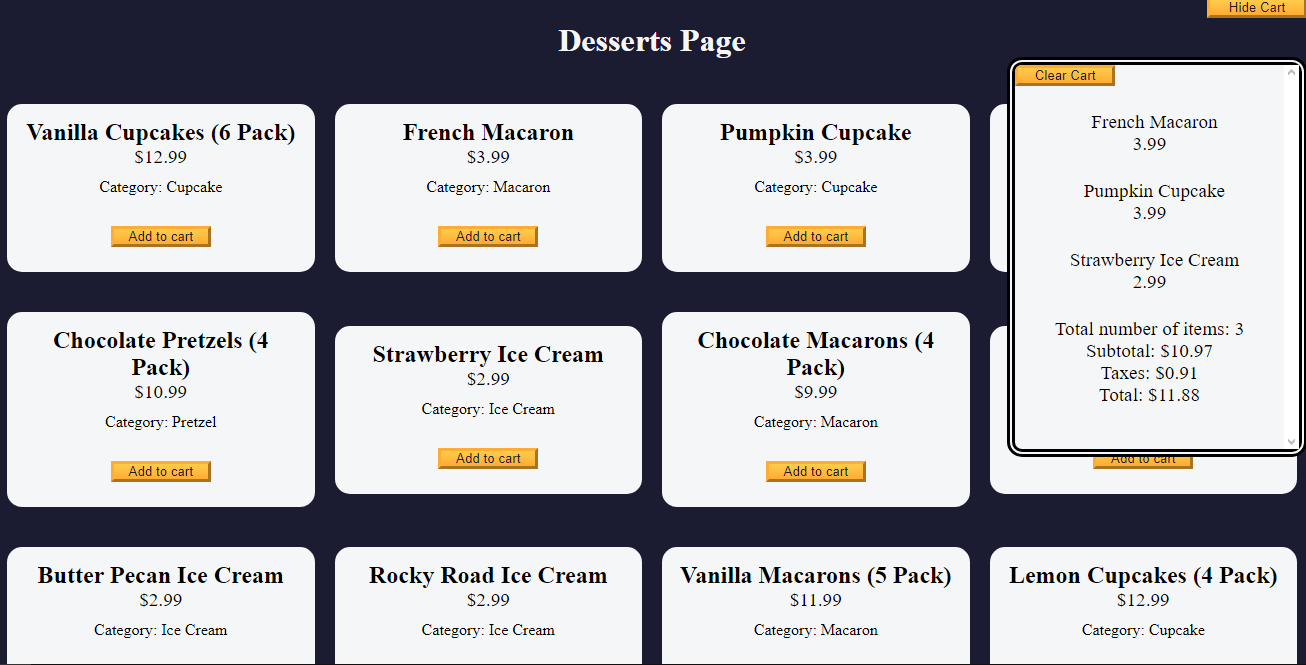 Hide Cart
Desserts Page
Clear Cart
French Macaron
3.99
Pumpkin Cupcake
3.99
Strawberry Ice Cream
2.99
Total number of items: 3
Subtotal: $10.97
Taxes: $0.91
Total: $11.88
Vanilla Cupcakes (6 Pack)
$12.99
Category: Cupcake
Add to cart
French Macaron
$3.99
Category: Macaron
Add to cart
Pumpkin Cupcake
$3.99
Category: Cupcake
Add to cart
Chocolate Pretzels (4
Pack)
$10.99
Category: Pretzel
Add to cart
Strawberry Ice Cream
$2.99
Category: Ice Cream
Add to cart
Chocolate Macarons (4
Pack)
$9.99
Category: Macaron
Add to cart
Add to cart
Butter Pecan Ice Cream
$2.99
Category: Ice Cream
Rocky Road Ice Cream
$2.99
Category: Ice Cream
Vanilla Macarons (5 Pack)
$11.99
Category: Macaron
Lemon Cupcakes (4 Pack)
$12.99
Category: Cupcake